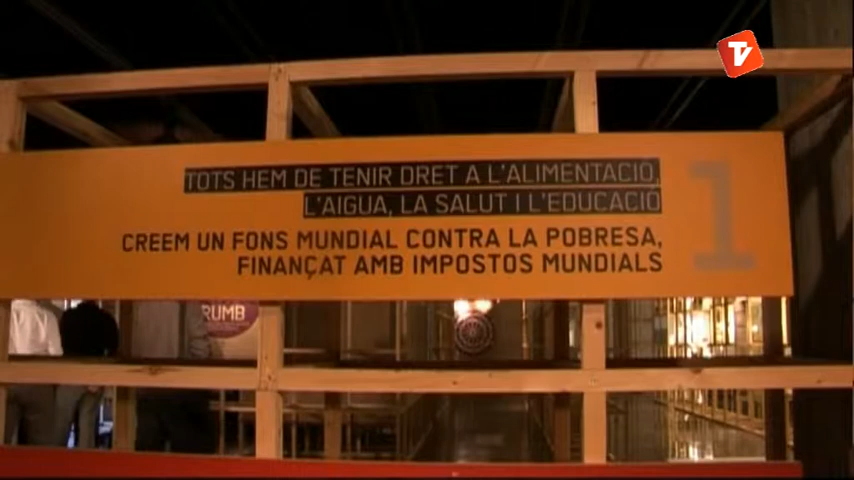 TV
TOTS HEM DE TENIR DRET A L'ALIMENTACIÓ,
L'AIGUA, LA SALUT I L'EDUCACIÓ
1
CREEM UN FONS MUNDIAL CONTRA LA POBRESA,
FINANÇAT AMB IMPOSTOS MUNDIALS
RUMB